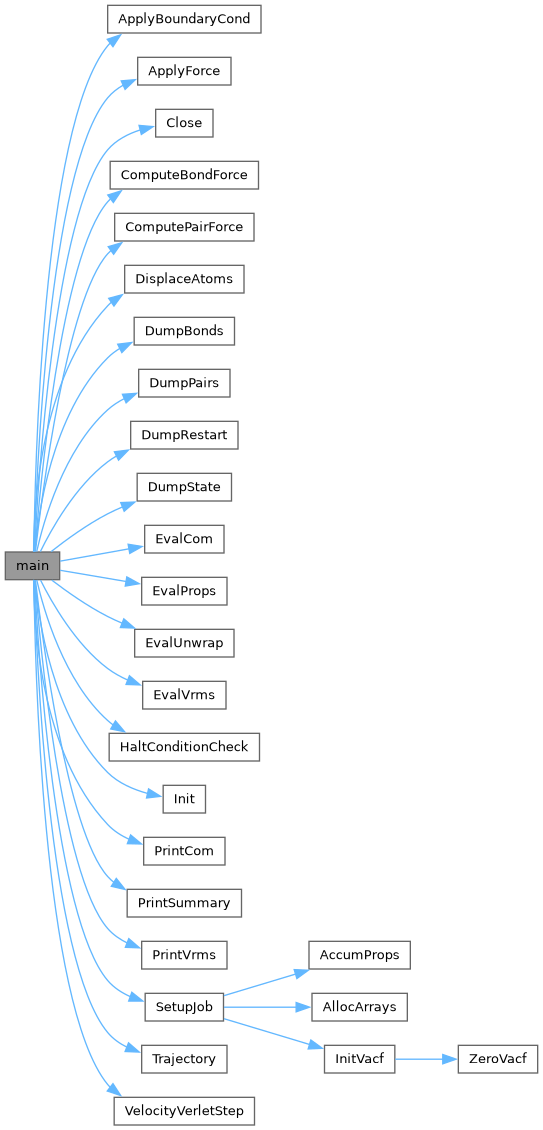 ApplyBoundaryCond
ApplyForce
Close
ComputeBondForce
ComputePairForce
DisplaceAtoms
DumpBonds
DumpPairs
DumpRestart
DumpState
EvalCom
main
EvalProps
EvalUnwrap
EvalVrms
HaltConditionCheck
Init
PrintCom
PrintSummary
PrintVrms
AccumProps
SetupJob
AllocArrays
Trajectory
InitVacf
ZeroVacf
VelocityVerletStep